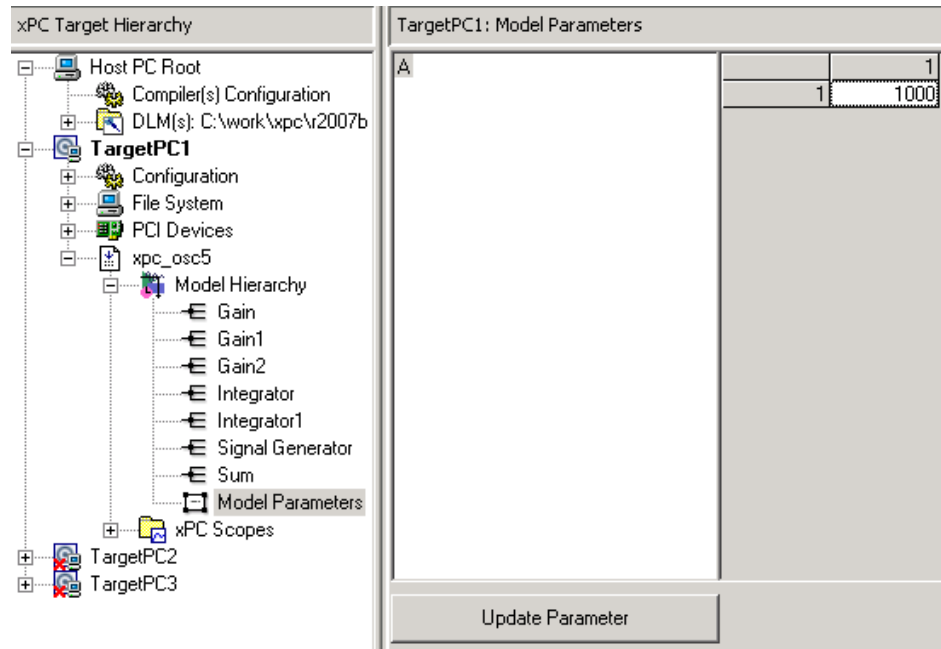 xPC Target Hierarchy
Host PC Root
Compiler(s) Configuration
DLM(s): C:\work\xpc\r2007b
TargetPC1
Configuration
File System
PCI Devices
xpc_osc5
Model Hierarchy
Gain
Gain1
Gain2
Integrator
Integrator1
Signal Generator
Sum
Model Parameters
xPC Scopes
TargetPC2
TargetPC3
TargetPC1: Model Parameters
A
1
1 1000
Update Parameter